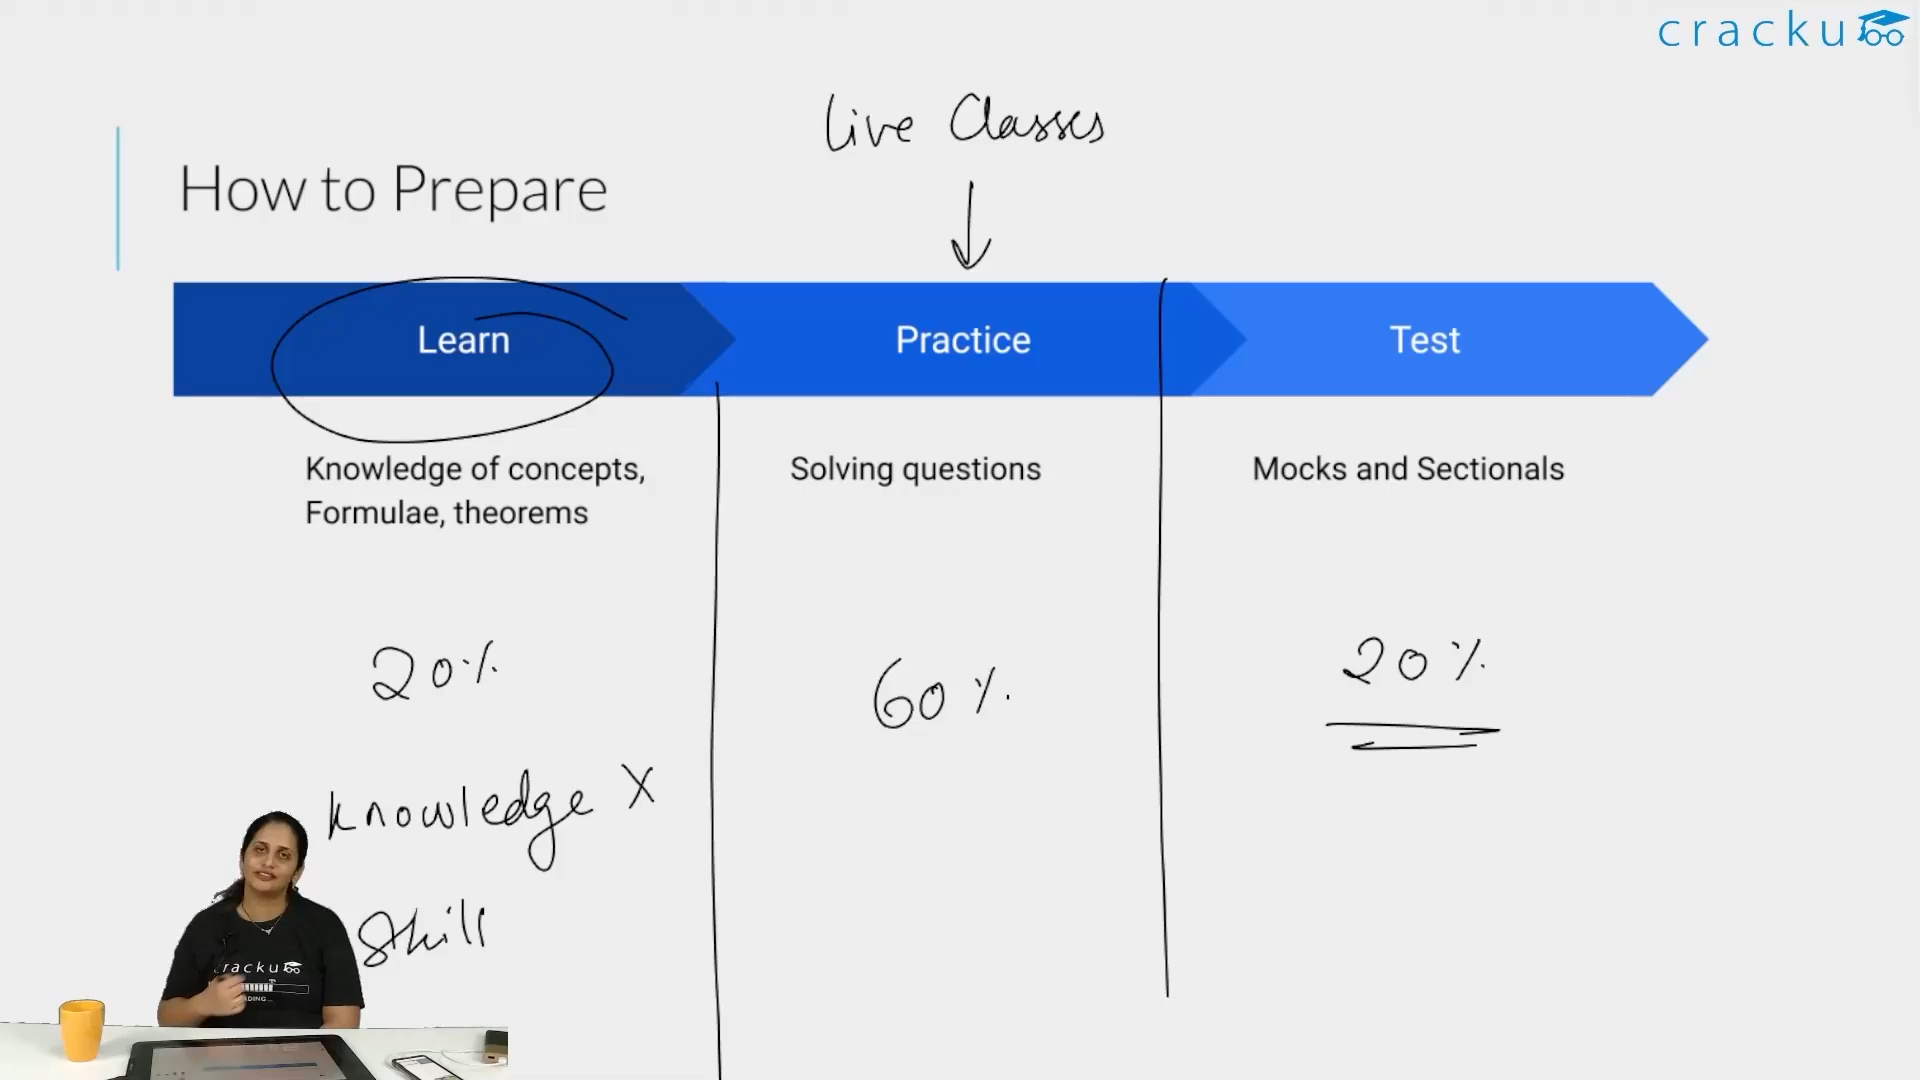 cracku
Live Classes
How to Prepare
Learn
Practice
Test
Knowledge of concepts,
Formulae, theorems
Solving questions
Mocks and Sectionals
20%
60%
20%
Knowledge X
Skill
cracku